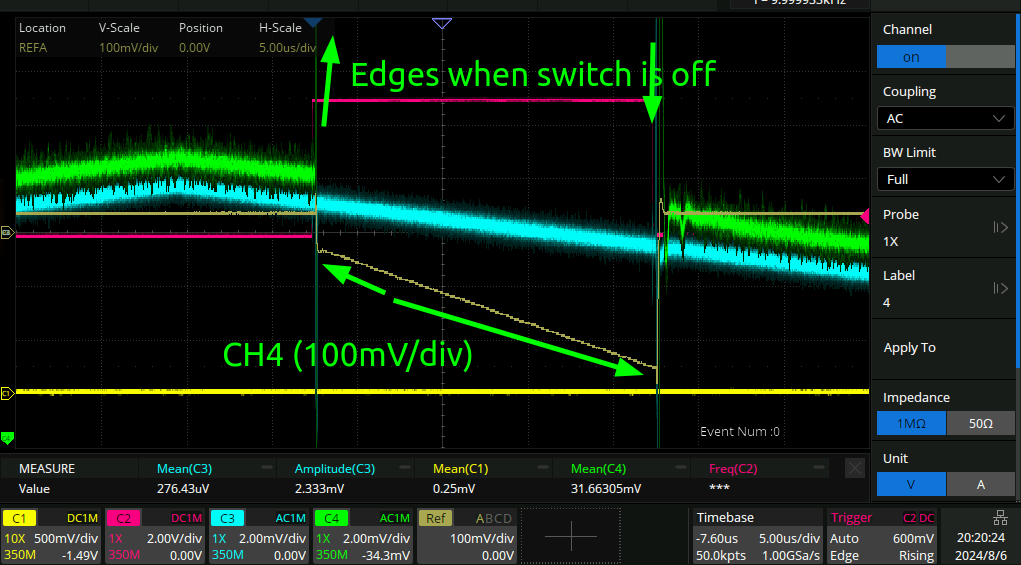 Location V-Scale Position H-Scale
REFA 100mV/div 0.00V 5.00us/div
Edges when switch is off
CH4 (100mV/div)
Event Num :0
Channel
on
Coupling
AC
BW Limit
Full
Probe
1X
Label
4
Apply To
Impedance
1MΩ 50Ω
Unit
V A
MEASURE Mean(C3) Amplitude(C3) Mean(C1) Mean(C4) Freq(C2)
Value 276.43uV 2.333mV 0.25mV 31.66305mV ***
C1 DC1M C2 DC1M C3 AC1M C4 AC1M Ref ABCD Timebase Trigger C2 DC
10X 500mV/div 1X 2.00V/div 1X 2.00mV/div 1X 2.00mV/div 100mV/div -7.60us 5.00us/div Auto 600mV 20:20:24
350M -1.49V 350M 0.00V 350M 0.00V 350M -34.3mV 0.00V 50.0kpts 1.00GSa/s Edge Rising 2024/8/6